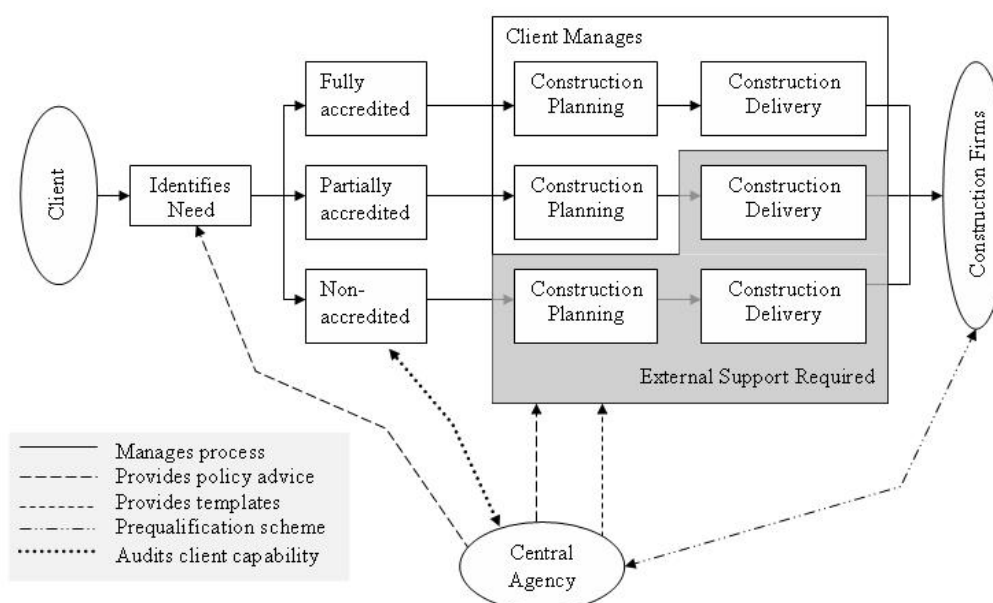 Client Manages
Fully
accredited
Construction
Planning
Construction
Delivery
Client
Identifies
Need
Partially
accredited
Construction
Planning
Construction
Delivery
Construction Firms
Non-
accredited
Construction
Planning
Construction
Delivery
External Support Required
Manages process
Provides policy advice
Provides templates
Prequalification scheme
Audits client capability
Central
Agency